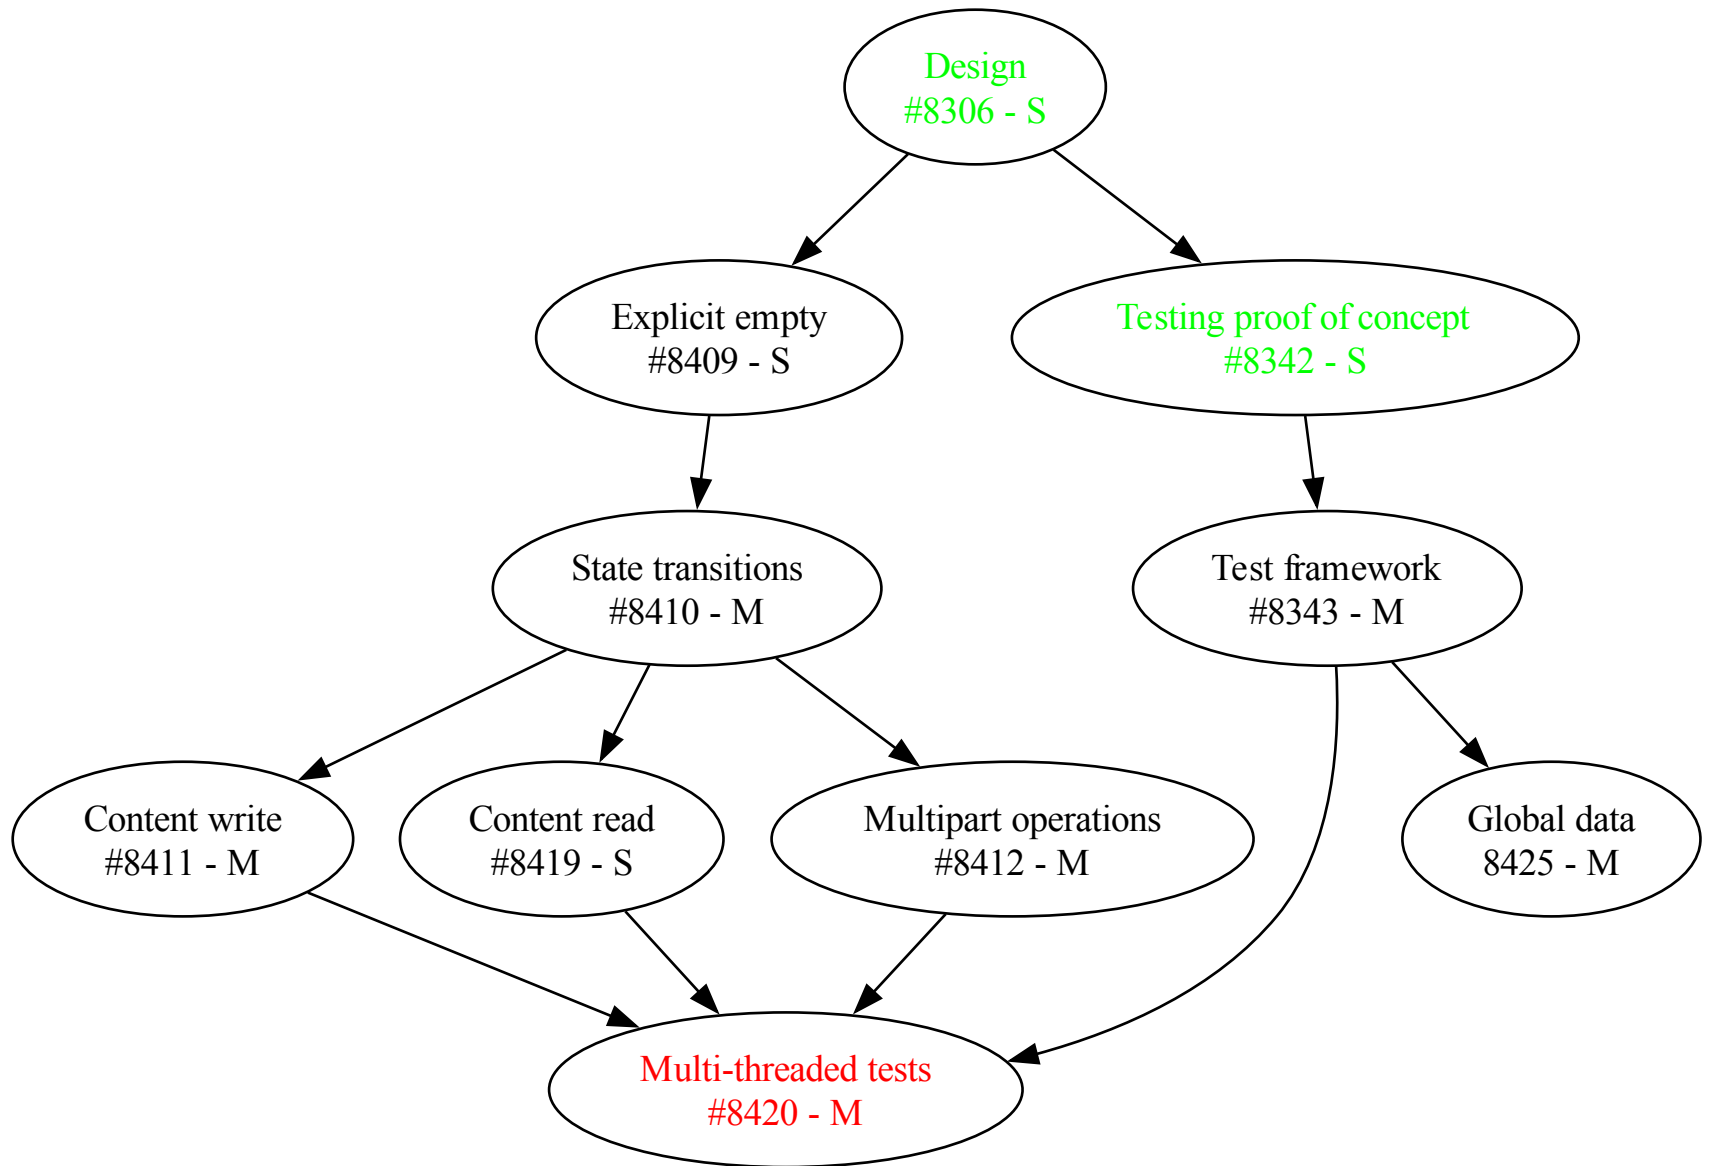 Design
#8306 - S
Explicit empty
#8409 - S
Testing proof of concept
#8342 - S
State transitions
#8410 - M
Test framework
#8343 - M
Content write
#8411 - M
Content read
#8419 - S
Multipart operations
#8412 - M
Global data
8425 - M
Multi-threaded tests
#8420 - M